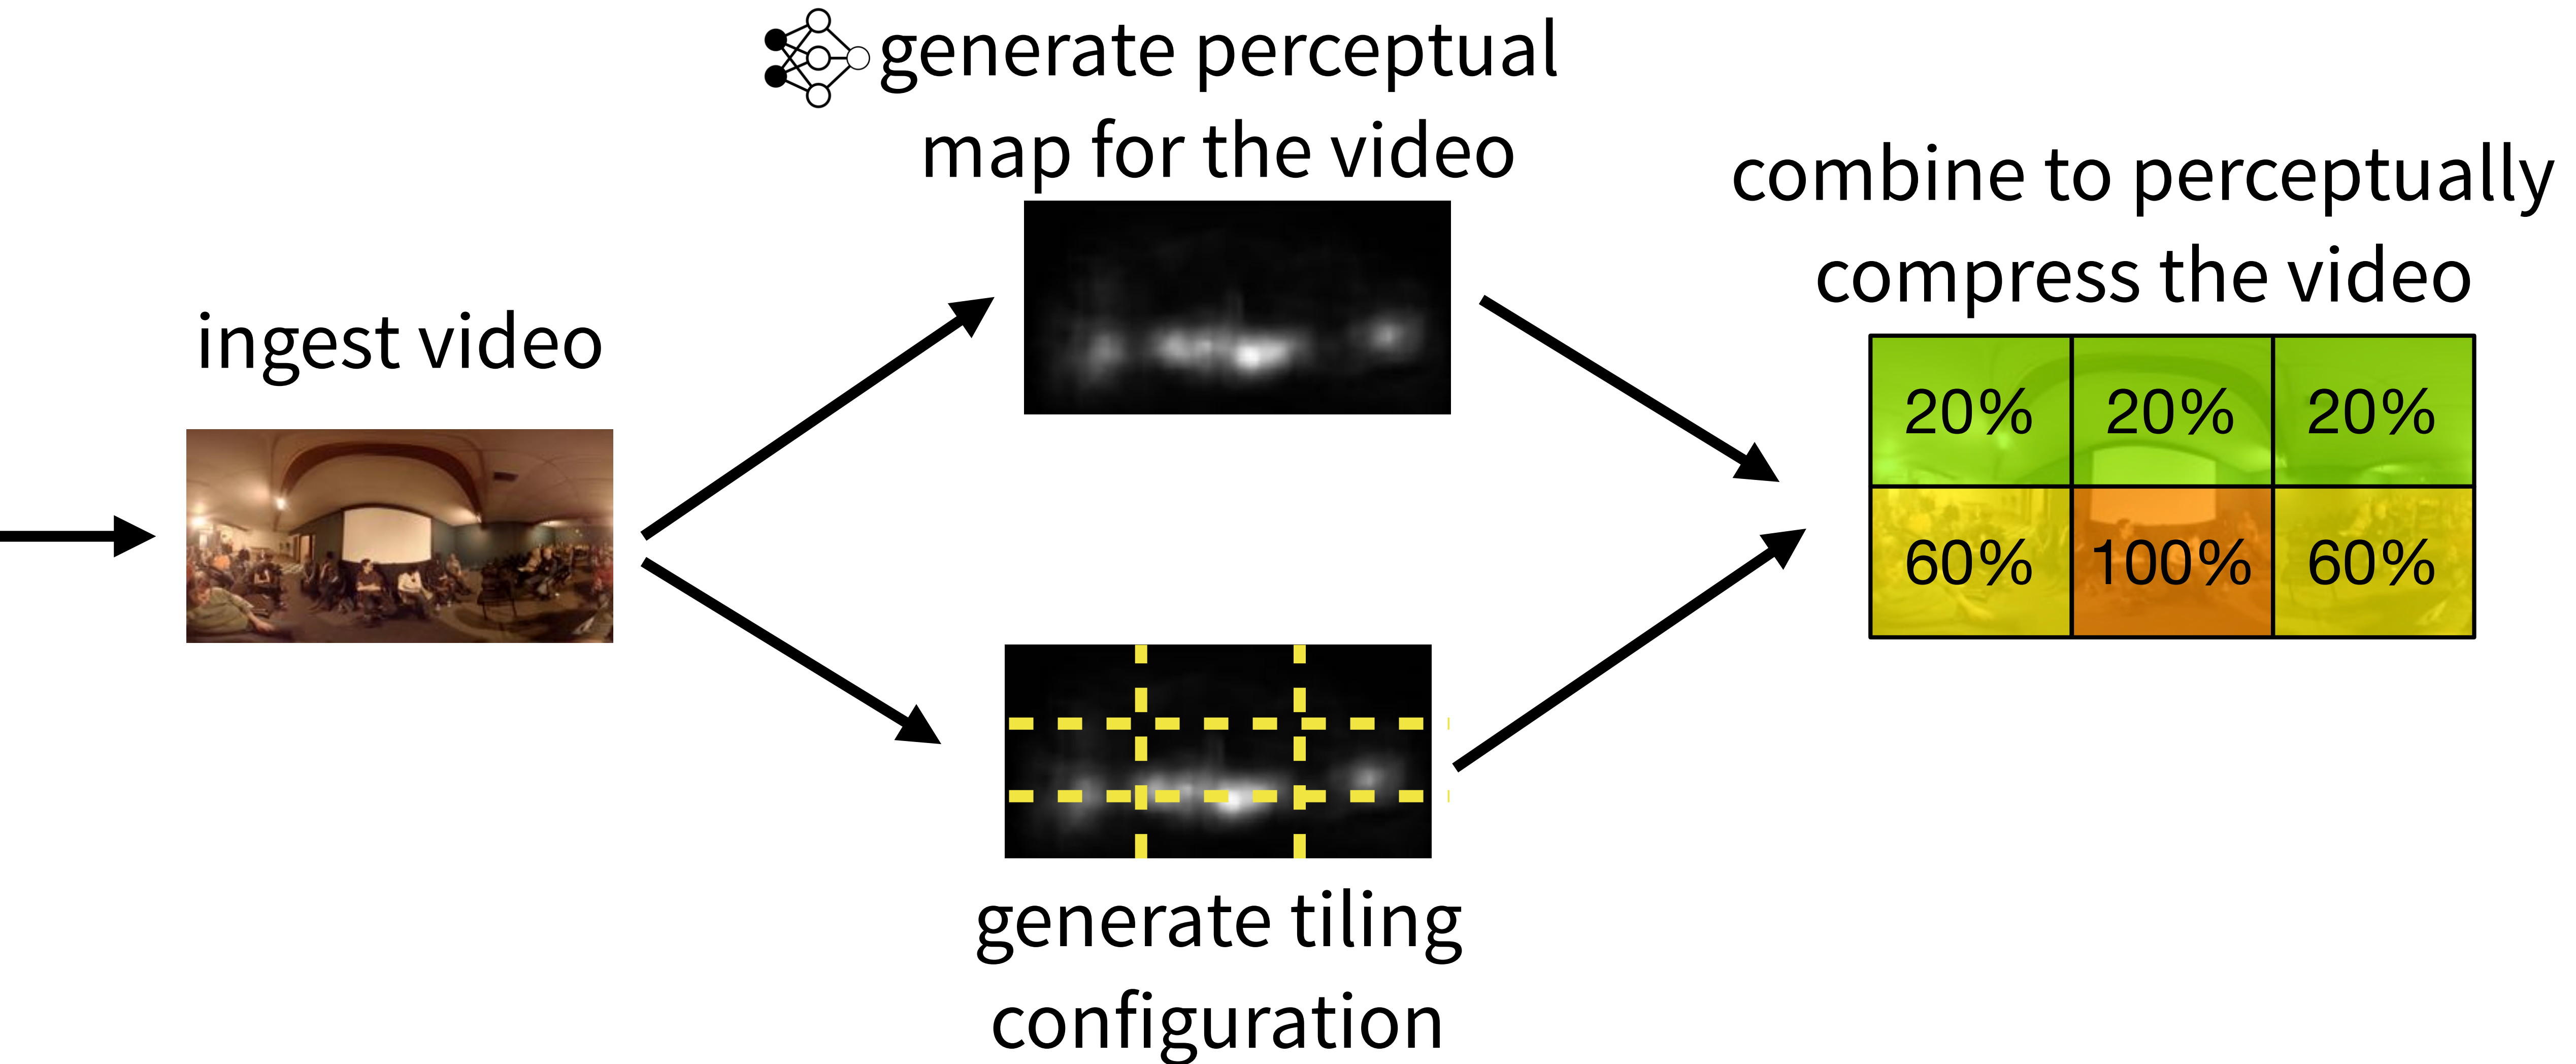 ingest video
generate perceptual
map for the video
generate tiling
configuration
combine to perceptually
compress the video
20% 20% 20%
60% 100% 60%